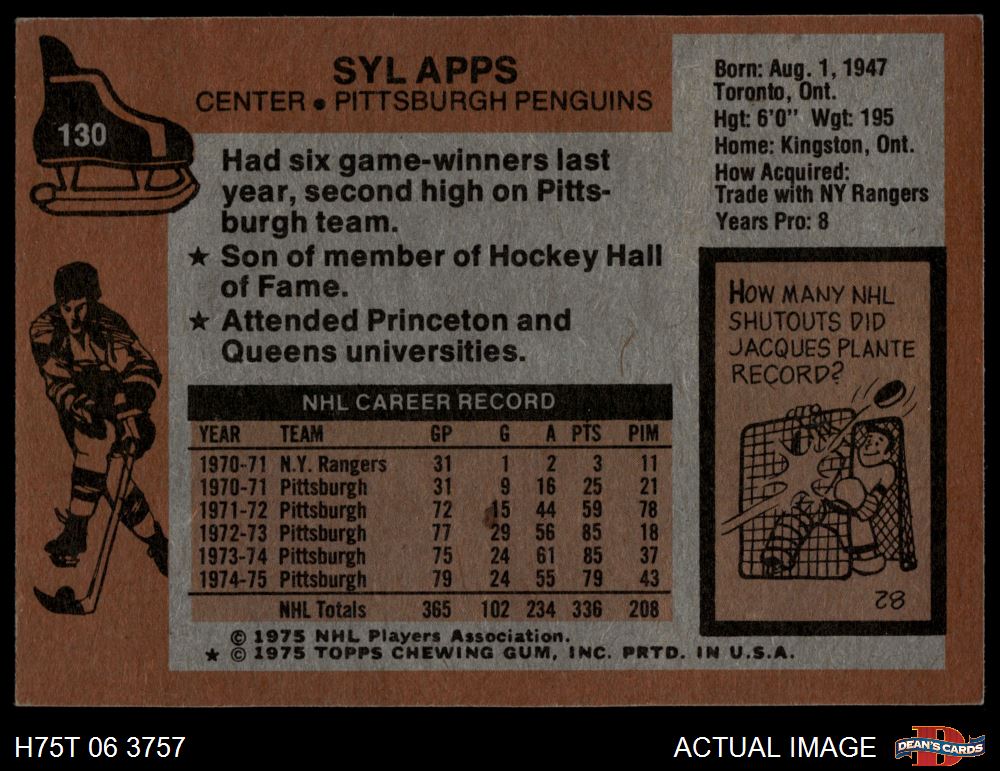 130
SYL APPS
CENTER • PITTSBURGH PENGUINS
Had six game-winners last
year, second high on Pitts-
burgh team.
★ Son of member of Hockey Hall
of Fame.
★ Attended Princeton and
Queens universities.
Born: Aug. 1, 1947
Toronto, Ont.
Hgt: 6'0" Wgt: 195
Home: Kingston, Ont.
How Acquired:
Trade with NY Rangers
Years Pro: 8
HOW MANY NHL
SHUTOUTS DID
JACQUES PLANTE
RECORD?
82
NHL CAREER RECORD
YEAR TEAM GP G A PTS PIM
1970-71 N.Y. Rangers 31 1 2 3 11
1970-71 Pittsburgh 31 9 16 25 21
1971-72 Pittsburgh 72 15 44 59 78
1972-73 Pittsburgh 77 29 56 85 18
1973-74 Pittsburgh 75 24 61 85 37
1974-75 Pittsburgh 79 24 55 79 43
NHL Totals 365 102 234 336 208
© 1975 NHL Players Association.
★ © 1975 TOPPS CHEWING GUM, INC. PRTD. IN U.S.A.
H75T 06 3757
ACTUAL IMAGE
D
DEAN'S CARDS